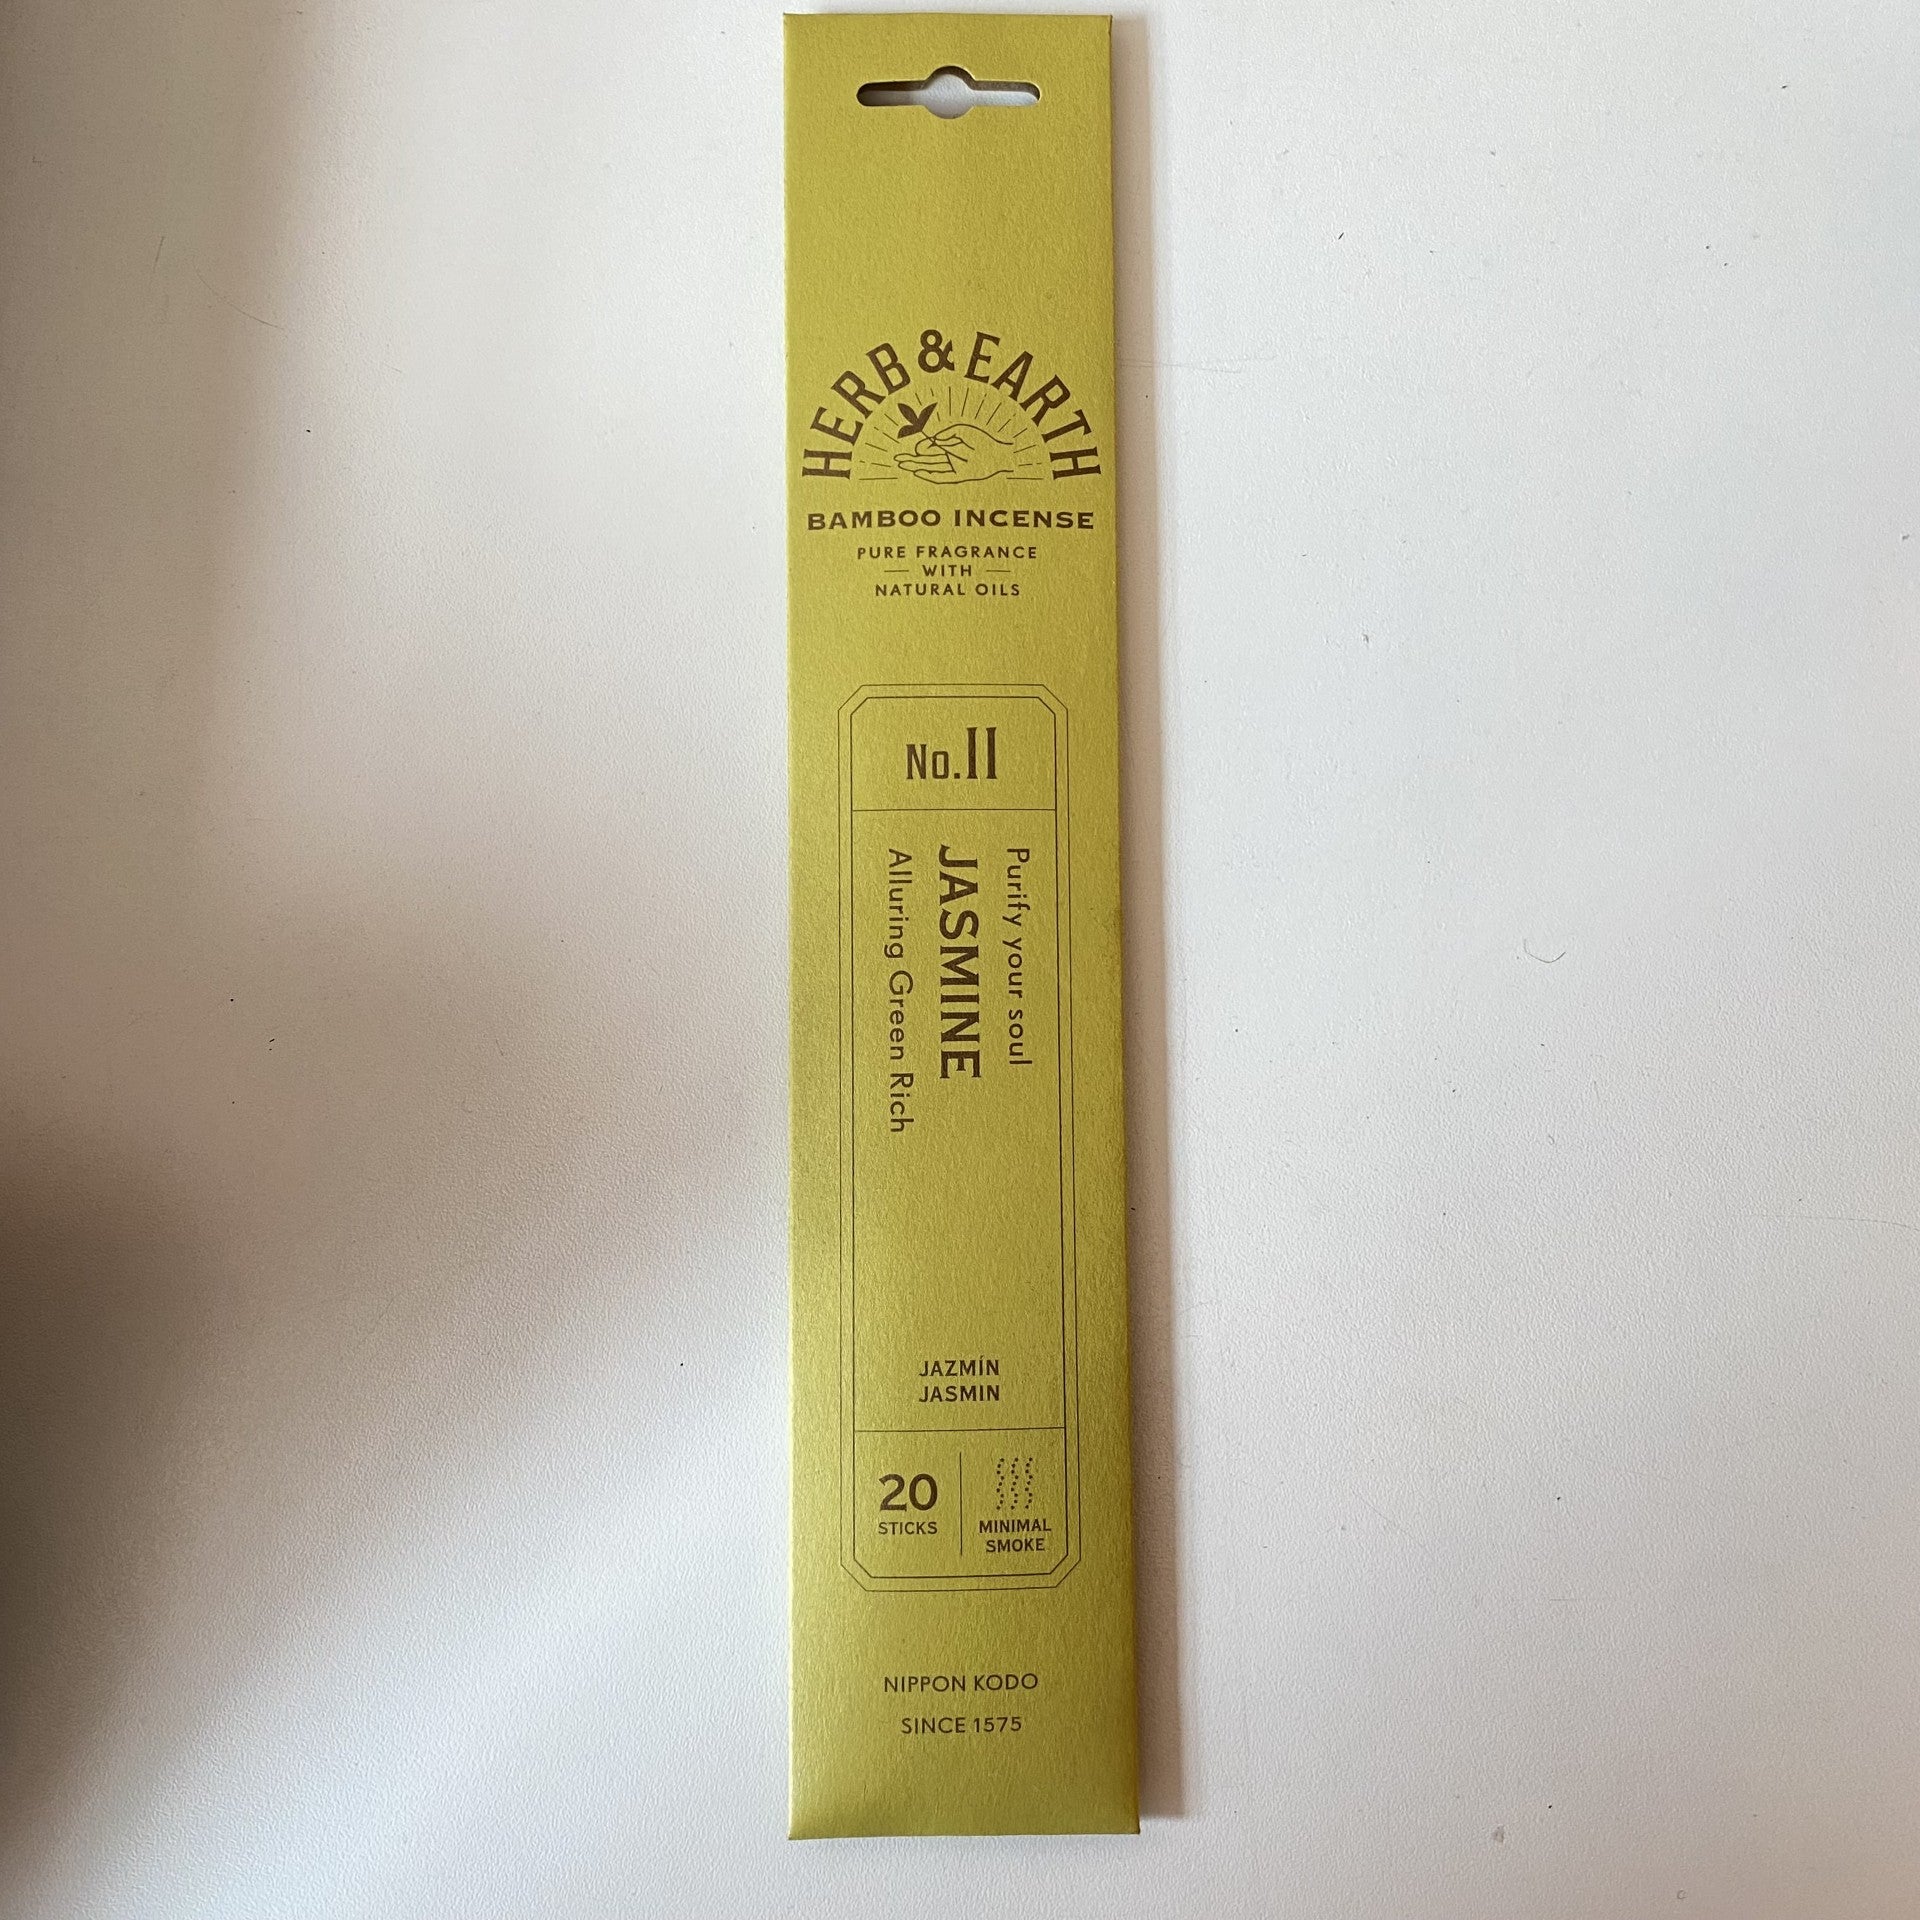 HERB & EARTH
BAMBOO INCENSE
PURE FRAGRANCE
WITH
NATURAL OILS
No.11
Purify your soul
JASMINE
Alluring Green Rich
JAZMÍN
JASMIN
20
STICKS
MINIMAL
SMOKE
NIPPON KODO
SINCE 1575